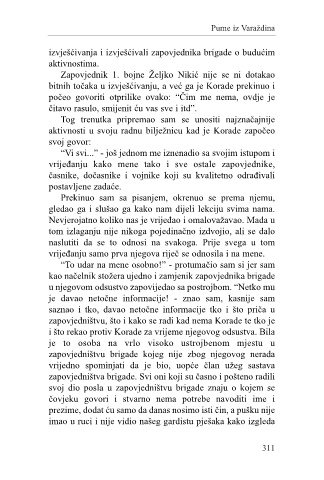 Pume iz Varaždina
izvješćivanja i izvješćivali zapovjednika brigade o budućim
aktivnostima.
Zapovjednik 1. bojne Željko Nikić nije se ni dotakao
bitnih točaka u izvješćivanju, a već ga je Korade prekinuo i
počeo govoriti otprilike ovako: “Čim me nema, ovdje je
čitavo rasulo, smijenit ću vas sve i itd”.
Tog trenutka pripremao sam se unositi najznačajnije
aktivnosti u svoju radnu bilježnicu kad je Korade započeo
svoj govor:
“Vi svi...” - još jednom me iznenadio sa svojim istupom i
vrijeđanju kako mene tako i sve ostale zapovjednike,
časnike, dočasnike i vojnike koji su kvalitetno odrađivali
postavljene zadaće.
Prekinuo sam sa pisanjem, okrenuo se prema njemu,
gledao ga i slušao ga kako nam dijeli lekciju svima nama.
Nevjerojatno koliko nas je vrijeđao i omalovažavao. Mada u
tom izlaganju nije nikoga pojedinačno izdvojio, ali se dalo
naslutiti da se to odnosi na svakoga. Prije svega u tom
vrijeđanju samo prva njegova riječ se odnosila i na mene.
“To udar na mene osobno!” - protumačio sam si jer sam
kao načelnik stožera ujedno i zamjenik zapovjednika brigade
u njegovom odsustvo zapovijedao sa postrojbom. “Netko mu
je davao netočne informacije! - znao sam, kasnije sam
saznao i tko, davao netočne informacije tko i što priča u
zapovjedništvu, što i kako se radi kad nema Korade te tko je
i što rekao protiv Korade za vrijeme njegovog odsustva. Bila
je to osoba na vrlo visoko ustrojbenom mjestu u
zapovjedništvu brigade kojeg nije zbog njegovog nerada
vrijedno spominjati da je bio, uopće član užeg sastava
zapovjedništva brigade. Svi oni koji su časno i pošteno radili
svoj dio posla u zapovjedništvu brigade znaju o kojem se
čovjeku govori i stvarno nema potrebe navoditi ime i
prezime, dodat ću samo da danas nosimo isti čin, a pušku nije
imao u ruci i nije vidio našeg gardistu pješaka kako izgleda
311